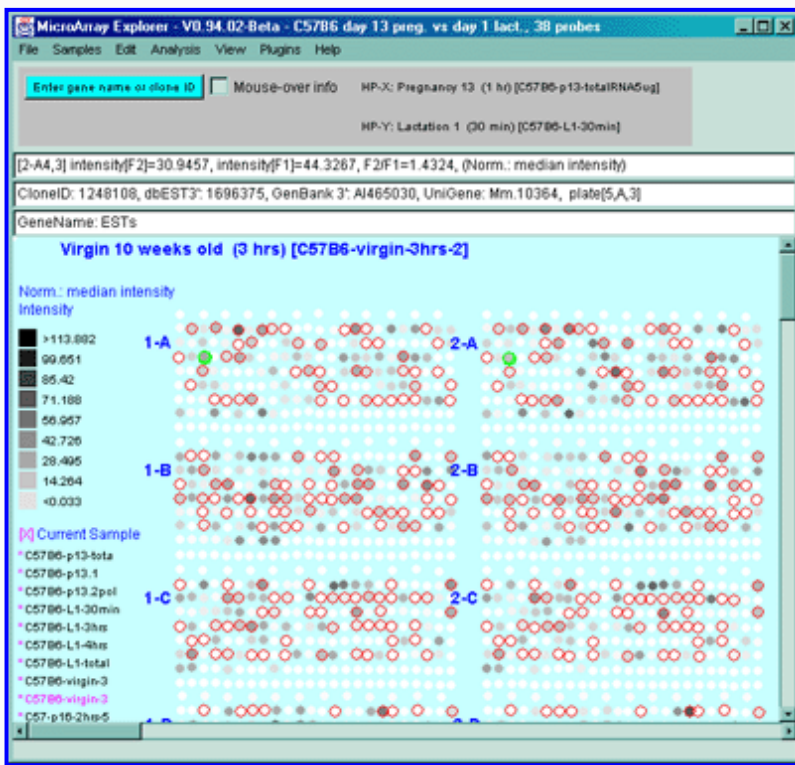 MicroArray Explorer - V0.94.02-Beta - C57B6 day 13 preg. vs day 1 lact., 38 probes
File Samples Edit Analysis View Plugins Help
Enter gene name or clone ID Mouse-over info HP-X: Pregnancy 13 (1 hr) [C57B6-p13-totalRNA5ug]
HP-Y: Lactation 1 (30 min) [C57B6-L1-30min]
[2-A4,3] intensity[F2]=30.9457, intensity[F1]=44.3267, F2/F1=1.4324, (Norm.: median intensity)
CloneID: 1248108, dbEST3': 1696375, GenBank 3': AI465030, UniGene: Mm.10364, plate[5,A,3]
GeneName: ESTs
Virgin 10 weeks old (3 hrs) [C57B6-virgin-3hrs-2]
Norm.: median intensity
Intensity
>113.882
99.651
85.42
71.188
56.957
42.726
28.495
14.264
<0.033
1-A 2-A
1-B 2-B
1-C 2-C
1-D 2-D
[X] Current Sample
*C57B6-p13-tota
*C57B6-p13.1
*C57B6-p13.2pol
*C57B6-L1-30min
*C57B6-L1-3hrs
*C57B6-L1-4hrs
*C57B6-L1-total
*C57B6-virgin-3
*C57B6-virgin-3
*C57-p16-2hrs-5